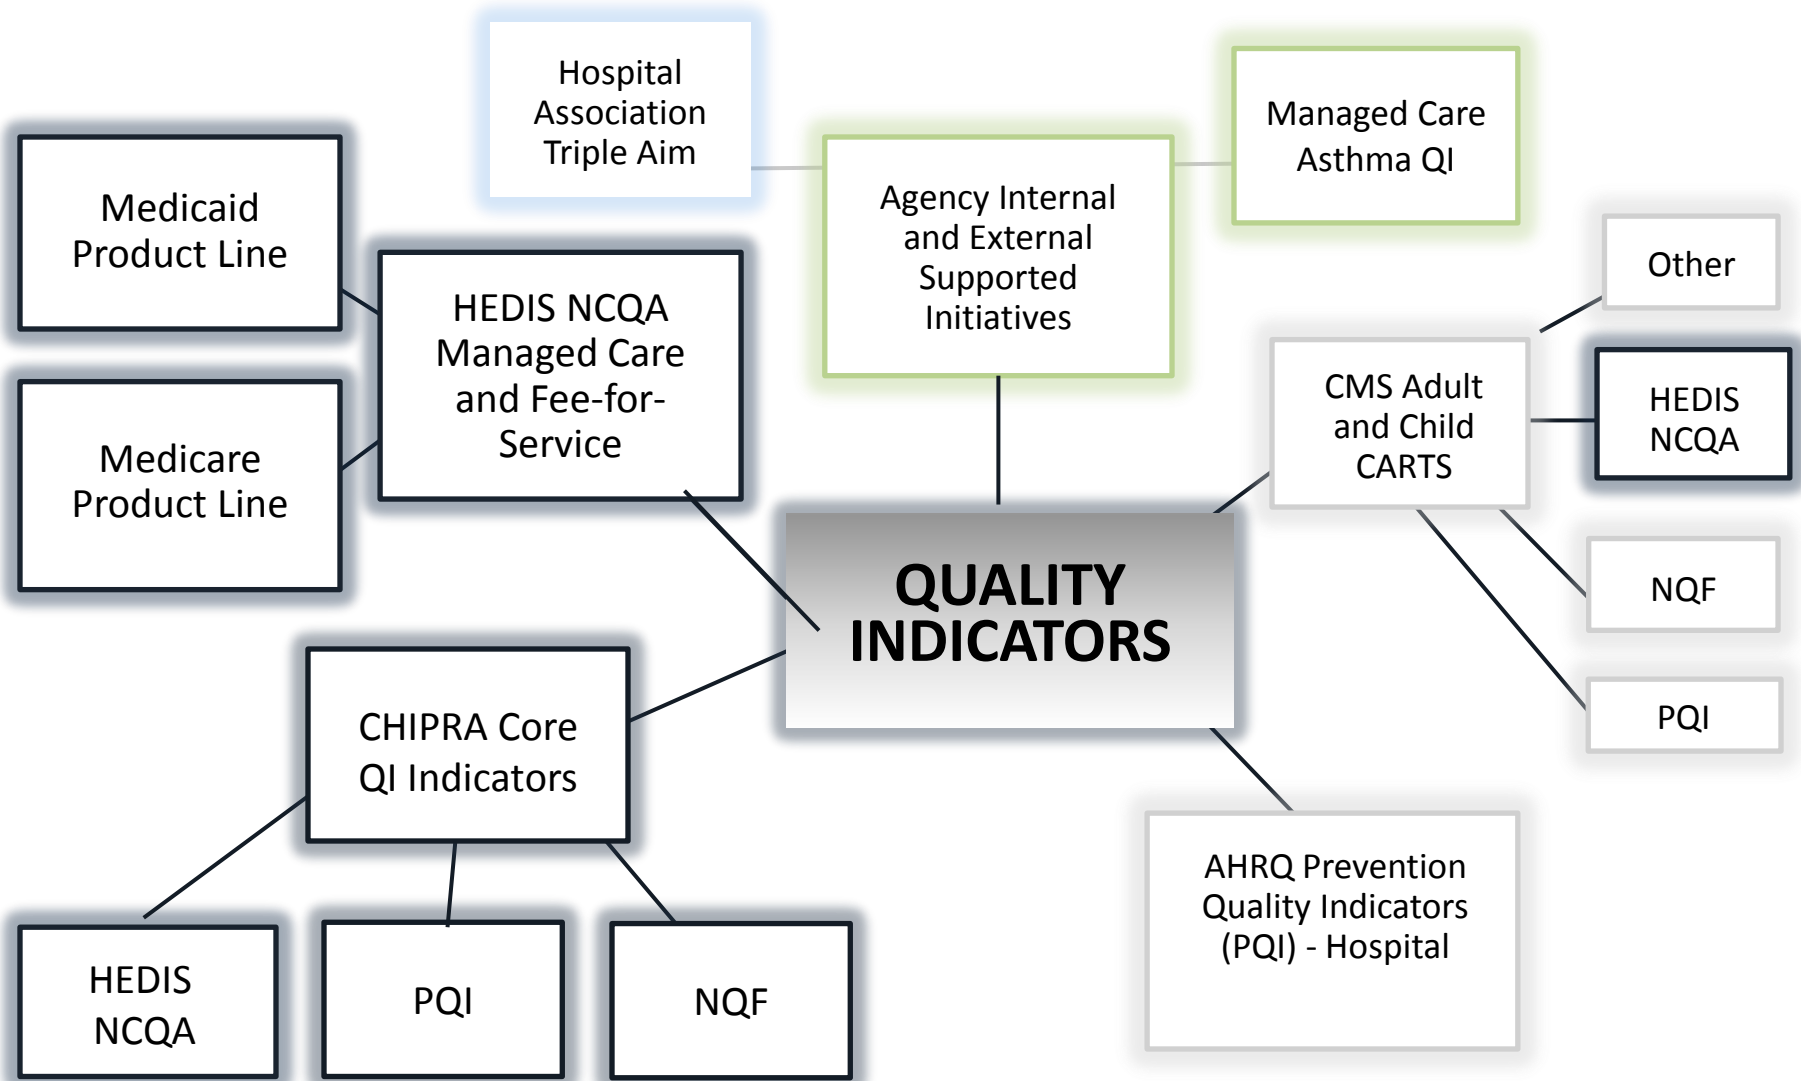 Hospital
Association
Triple Aim
Managed Care
Asthma QI
Medicaid
Product Line
Agency Internal
and External
Supported
Initiatives
HEDIS NCQA
Managed Care
and Fee-for-
Service
Other
CMS Adult
and Child
CARTS
HEDIS
NCQA
Medicare
Product Line
NQF
QUALITY
INDICATORS
PQI
CHIPRA Core
QI Indicators
AHRQ Prevention
Quality Indicators
(PQI) - Hospital
HEDIS
NCQA
PQI
NQF